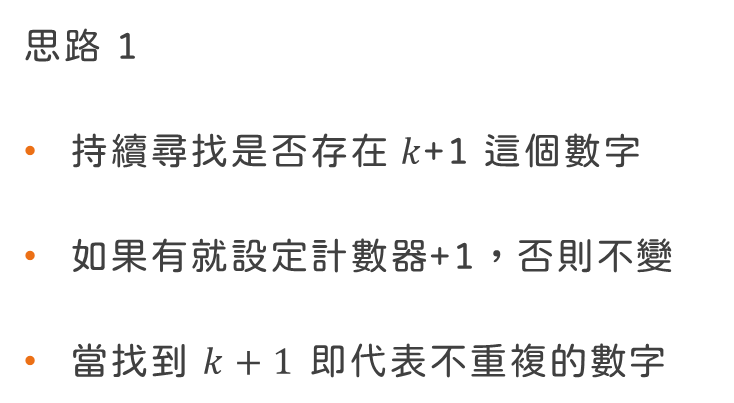 思路 1
• 持續尋找是否存在 k+1 這個數字
• 如果有就設定計數器+1，否則不變
• 當找到 k + 1 即代表不重複的數字